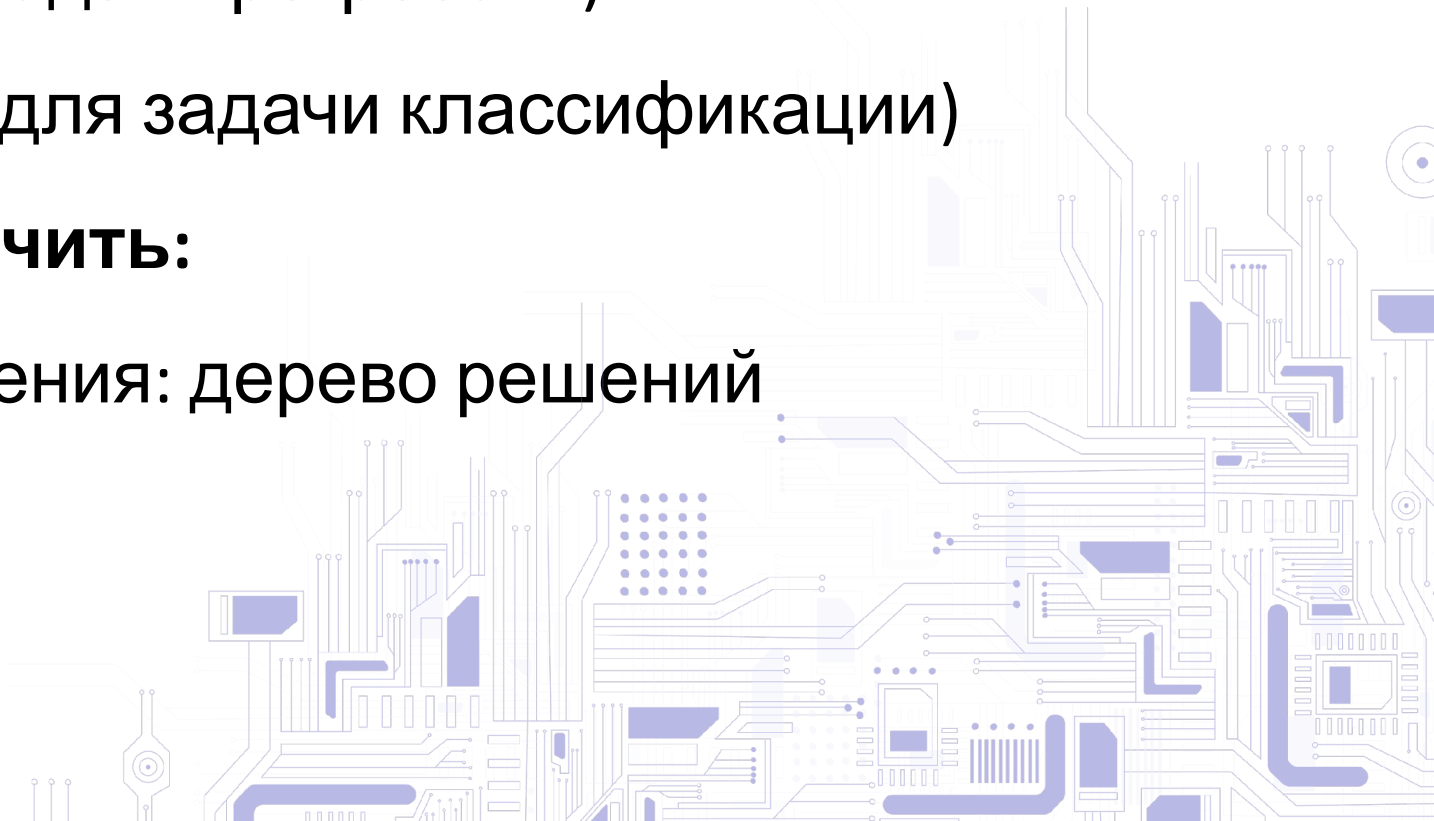 для задачи классификации)
чить:
ения: дерево решений